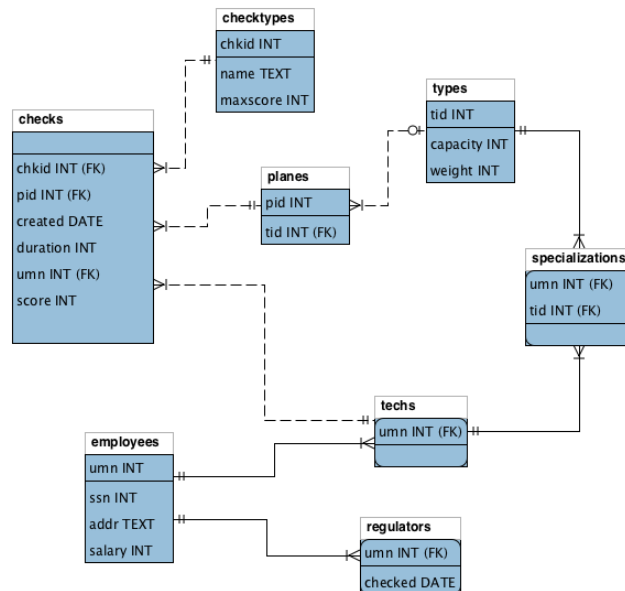 checktypes
chkid INT
name TEXT
maxscore INT
types
tid INT
capacity INT
weight INT
checks
chkid INT (FK)
pid INT (FK)
created DATE
duration INT
umn INT (FK)
score INT
planes
pid INT
tid INT (FK)
specializations
umn INT (FK)
tid INT (FK)
techs
umn INT (FK)
employees
umn INT
ssn INT
addr TEXT
salary INT
regulators
umn INT (FK)
checked DATE